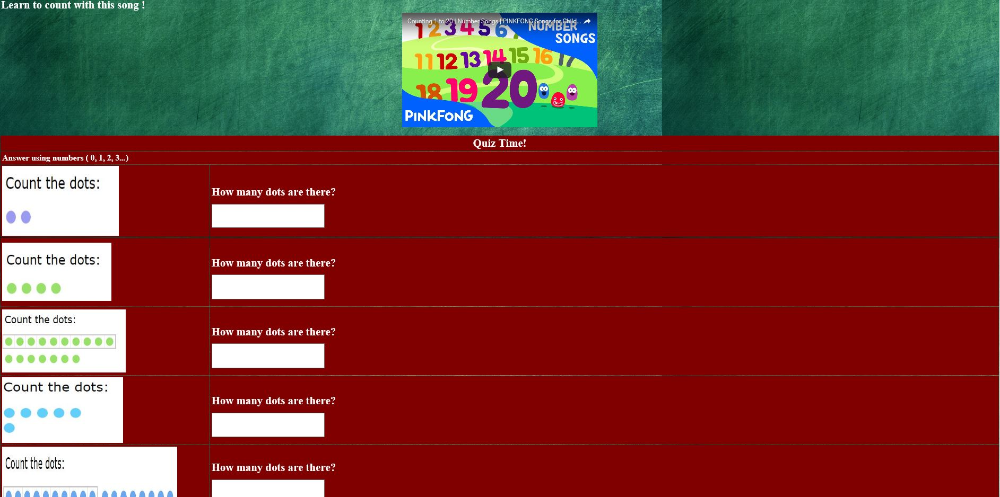 Learn to count with this song !
Counting 1 to 20 | Number Songs | PINKFONG Songs for Child...
NUMBER
SONGS
1 2 3 4 5 6
11 12 13 14 15 16 17
18 19 20
PINKFONG
Quiz Time!
Answer using numbers ( 0, 1, 2, 3...)
Count the dots:
How many dots are there?
Count the dots:
How many dots are there?
Count the dots:
How many dots are there?
Count the dots:
How many dots are there?
Count the dots:
How many dots are there?